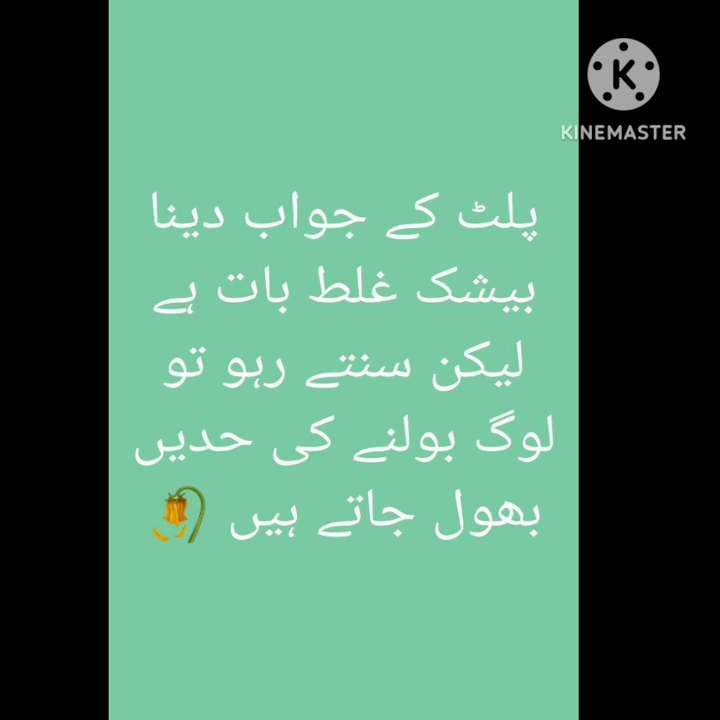 KINEMASTER
پلٹ کے جواب دینا
بیشک غلط بات ہے
لیکن سنتے رہو تو
لوگ بولنے کی حدیں
بھول جاتے ہیں 🥀